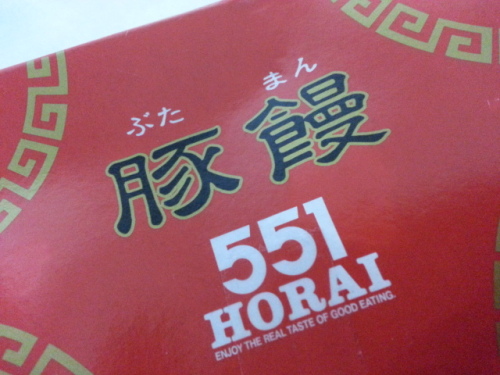 ぶた まん
豚饅
551
HORAI
ENJOY THE REAL TASTE OF GOOD EATING.